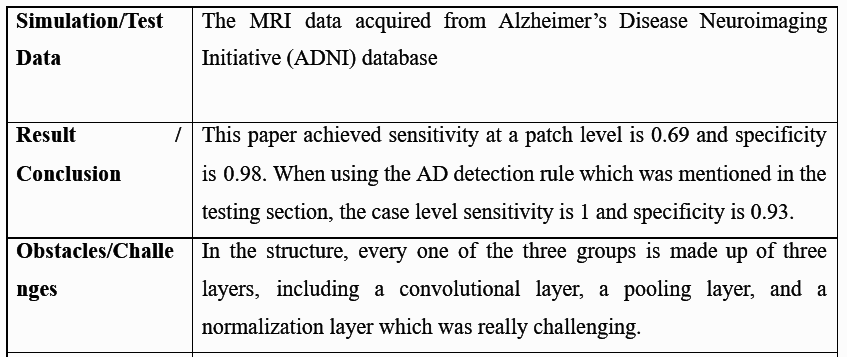 Simulation/Test Data
The MRI data acquired from Alzheimer's Disease Neuroimaging
Initiative (ADNI) database
Result / Conclusion
This paper achieved sensitivity at a patch level is 0.69 and specificity
is 0.98. When using the AD detection rule which was mentioned in the
testing section, the case level sensitivity is 1 and specificity is 0.93.
Obstacles/Challe
nges
In the structure, every one of the three groups is made up of three
layers, including a convolutional layer, a pooling layer, and a
normalization layer which was really challenging.